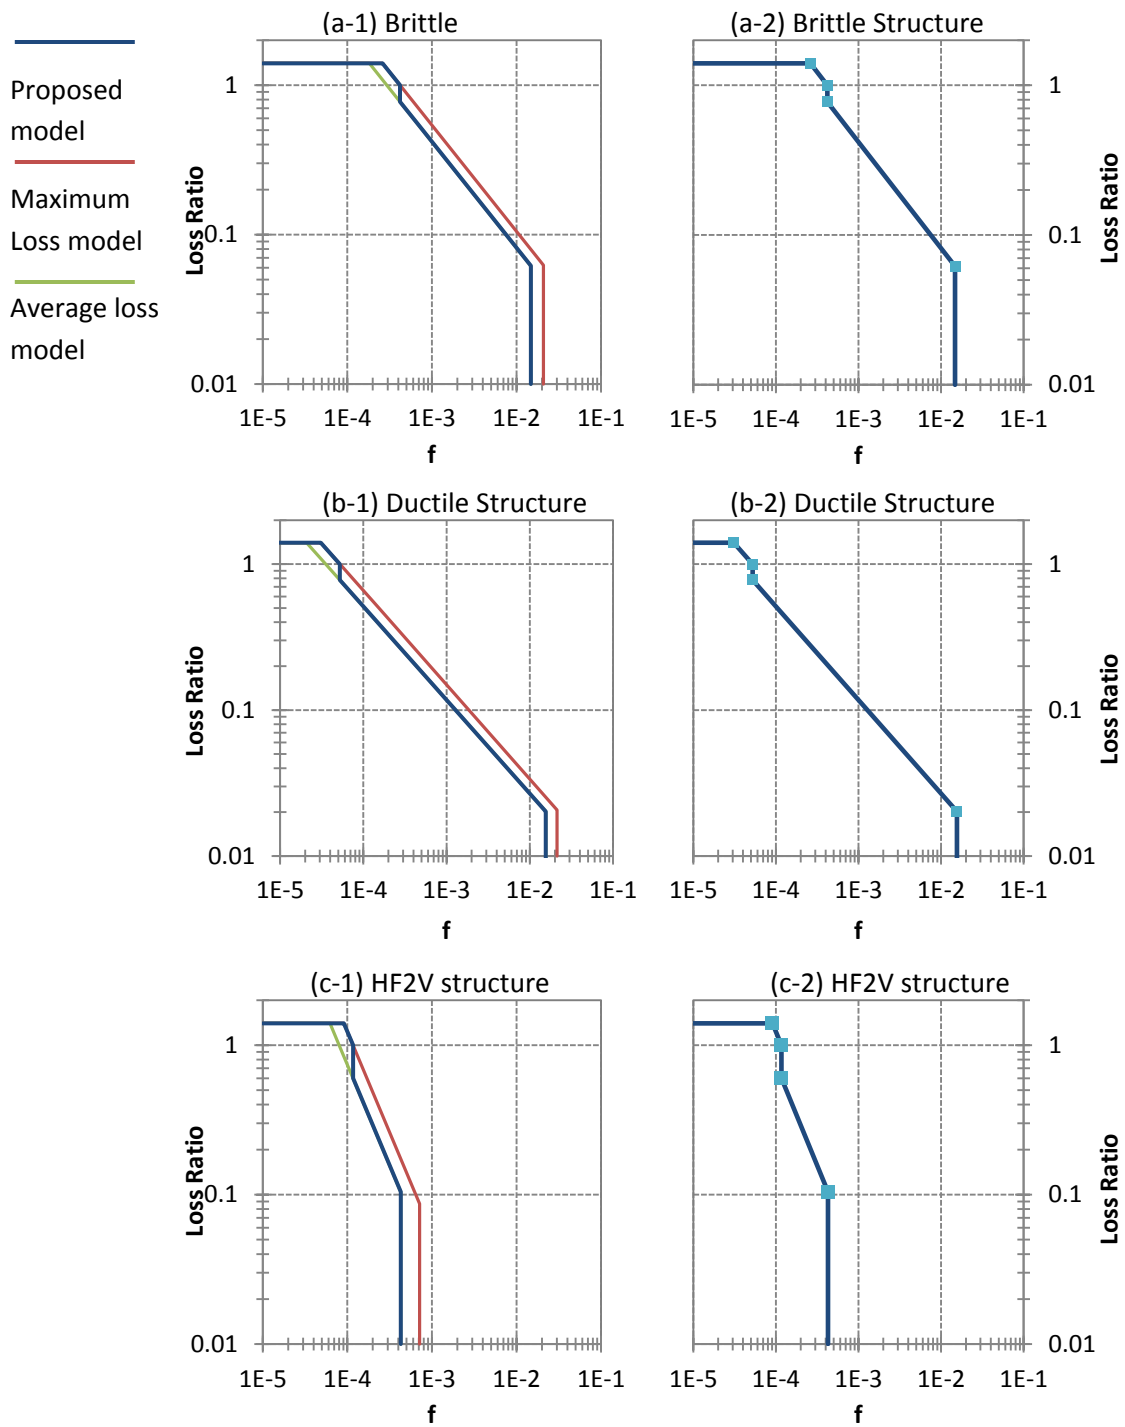 (a-1) Brittle
(a-2) Brittle Structure
Proposed
model
Maximum
Loss model
Average loss
model
Loss Ratio
1
0.1
0.01
1E-5 1E-4 1E-3 1E-2 1E-1
f
1
0.1
0.01
Loss Ratio
1E-5 1E-4 1E-3 1E-2 1E-1
f
(b-1) Ductile Structure
(b-2) Ductile Structure
Loss Ratio
1
0.1
0.01
1E-5 1E-4 1E-3 1E-2 1E-1
f
1
0.1
0.01
Loss Ratio
1E-5 1E-4 1E-3 1E-2 1E-1
f
(c-1) HF2V structure
(c-2) HF2V structure
Loss Ratio
1
0.1
0.01
1E-5 1E-4 1E-3 1E-2 1E-1
f
1
0.1
0.01
Loss Ratio
1E-5 1E-4 1E-3 1E-2 1E-1
f